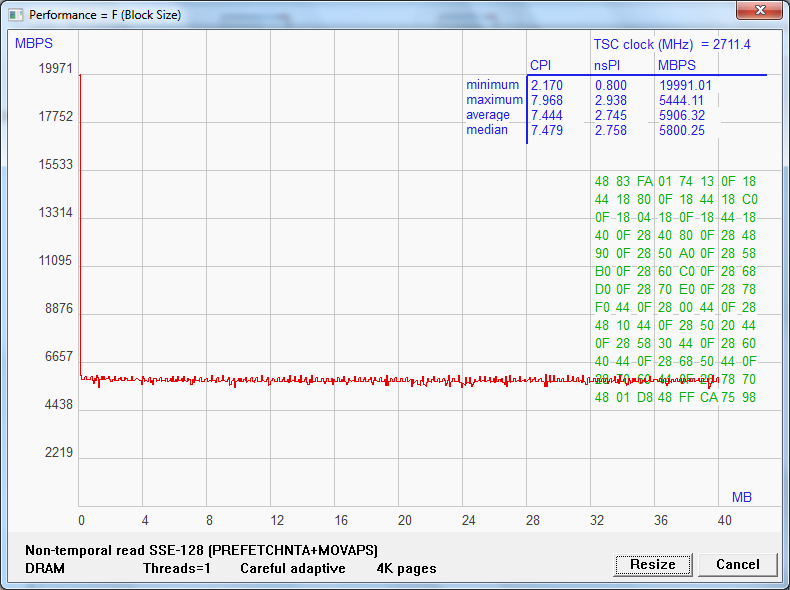 Performance = F (Block Size)
MBPS
TSC clock (MHz) = 2711.4
CPI nsPI MBPS
minimum 2.170 0.800 19991.01
maximum 7.968 2.938 5444.11
average 7.444 2.745 5906.32
median 7.479 2.758 5800.25
19971
17752
15533
13314
11095
8876
6657
4438
2219
48 83 FA 01 74 13 0F 18
44 18 80 0F 18 44 18 C0
0F 18 04 18 0F 18 44 18
40 0F 28 40 80 0F 28 48
90 0F 28 50 A0 0F 28 58
B0 0F 28 60 C0 0F 28 68
D0 0F 28 70 E0 0F 28 78
F0 44 0F 28 00 44 0F 28
48 10 44 0F 28 50 20 44
0F 28 58 30 44 0F 28 60
40 44 0F 28 68 50 44 0F
78 70
48 01 D8 48 FF CA 75 98
MB
0 4 8 12 16 20 24 28 32 36 40
Non-temporal read SSE-128 (PREFETCHNTA+MOVAPS)
DRAM Threads=1 Careful adaptive 4K pages
Resize Cancel